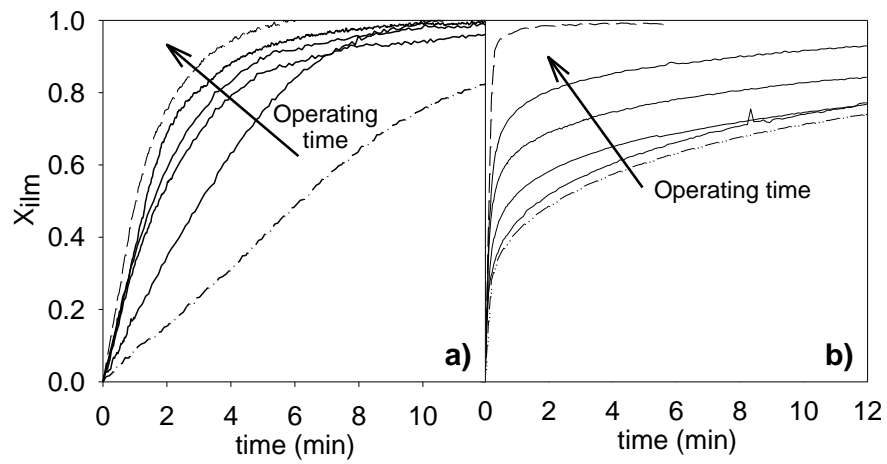 1.0
0.8
0.6
0.4
0.2
0.0
Xilm
Operating
time
a)
0 2 4 6 8 10
time (min)
Operating time
b)
0 2 4 6 8 10 12
time (min)